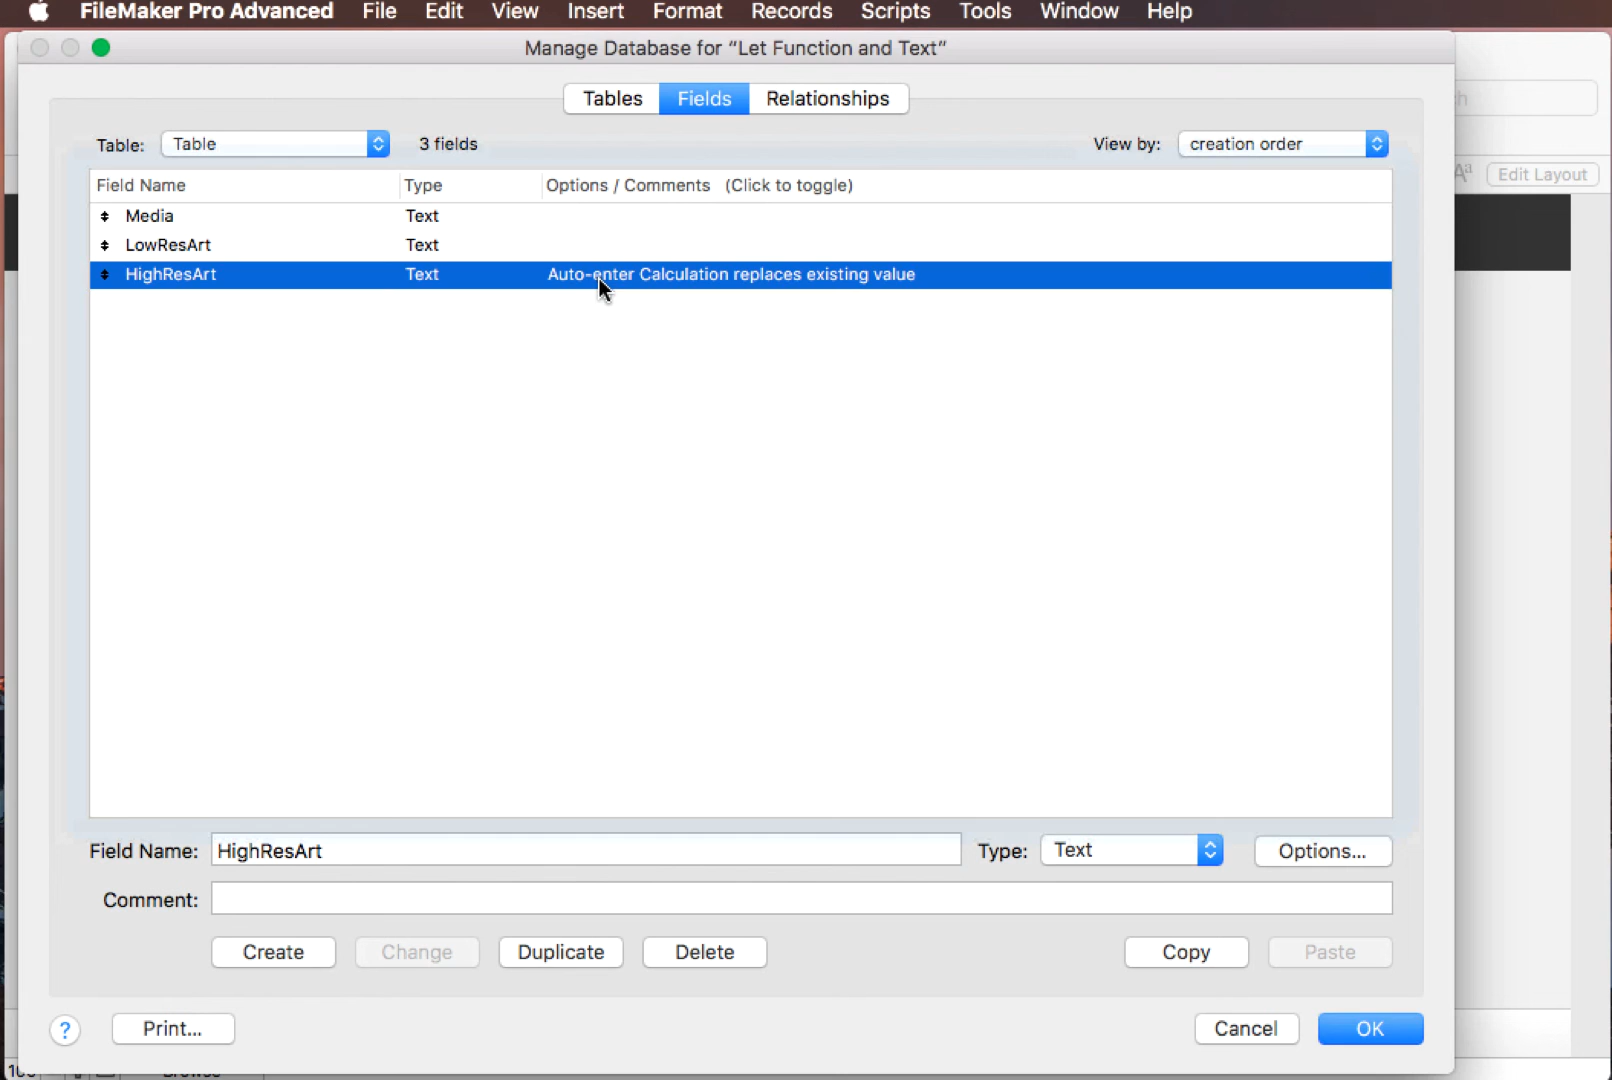 FileMaker Pro Advanced File Edit View Insert Format Records Scripts Tools Window Help
Manage Database for “Let Function and Text”
Tables Fields Relationships
Table: Table 3 fields View by: creation order
Field Name Type Options / Comments (Click to toggle)
Media Text
LowResArt Text
HighResArt Text Auto-enter Calculation replaces existing value
Edit Layout
Field Name: HighResArt Type: Text Options...
Comment:
Create Change Duplicate Delete Copy Paste
? Print... Cancel OK